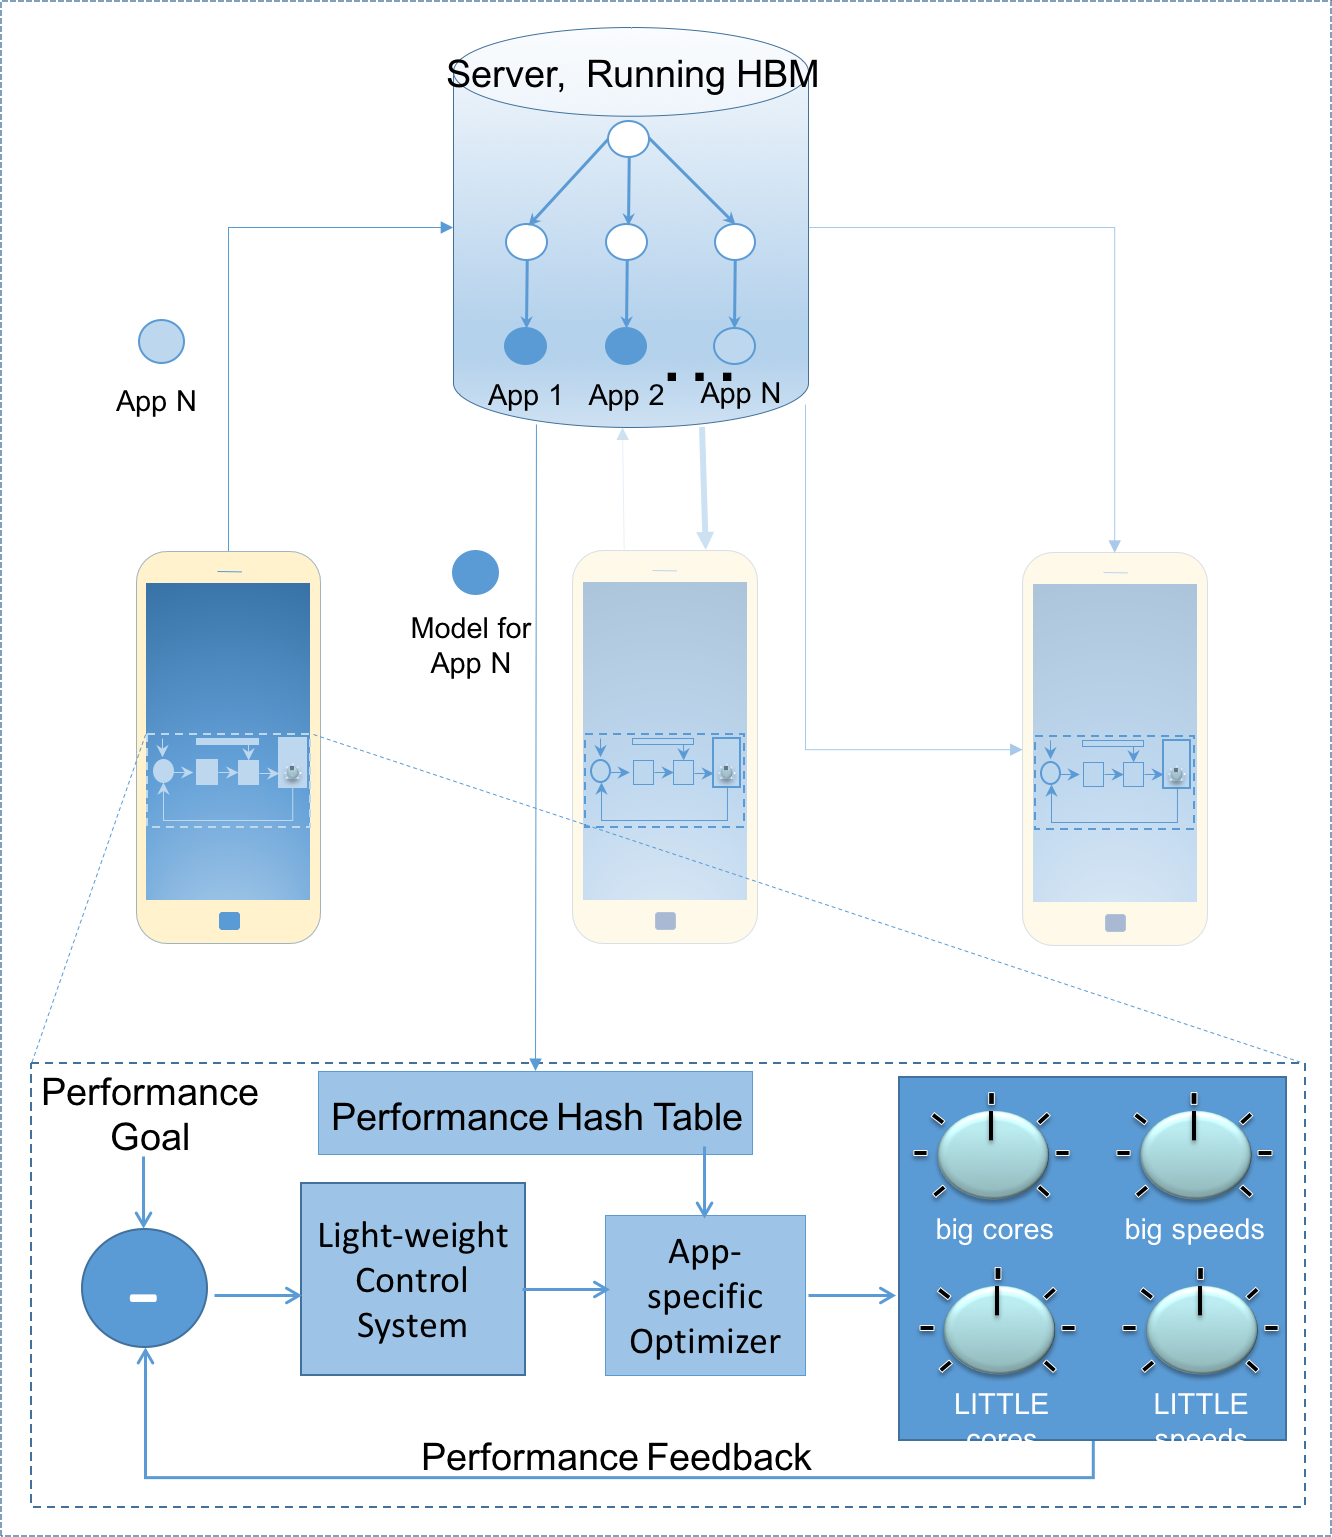 Server, Running HBM
App 1
App 2
...
App N
App N
Model for
App N
Performance
Goal
Performance Hash Table
-
Light-weight
Control
System
App-
specific
Optimizer
big cores
big speeds
LITTLE
cores
LITTLE
speeds
Performance Feedback